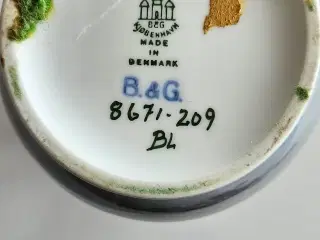 B&G
KJØBENHAVN
MADE
IN
DENMARK
B.&G.
8671-209
BL